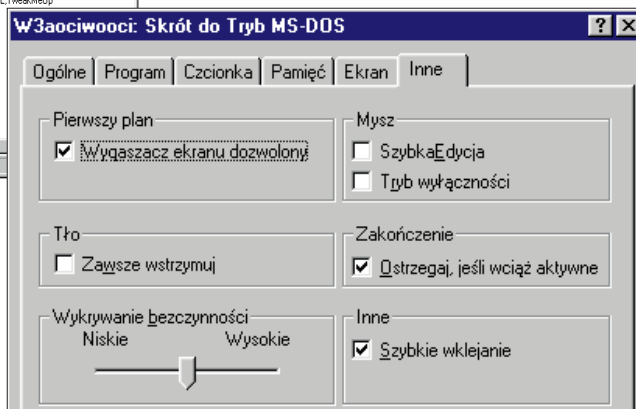 W3aociwooci: Skrót do Tryb MS-DOS
Ogólne Program Czcionka Pamięć Ekran Inne
Pierwszy plan
Wygaszacz ekranu dozwolony
Mysz
SzybkaEdycja
Tryb wyłączności
Tło
Zawsze wstrzymuj
Zakończenie
Ostrzegaj, jeśli wciąż aktywne
Wykrywanie bezczynności
Niskie Wysokie
Inne
Szybkie wklejanie